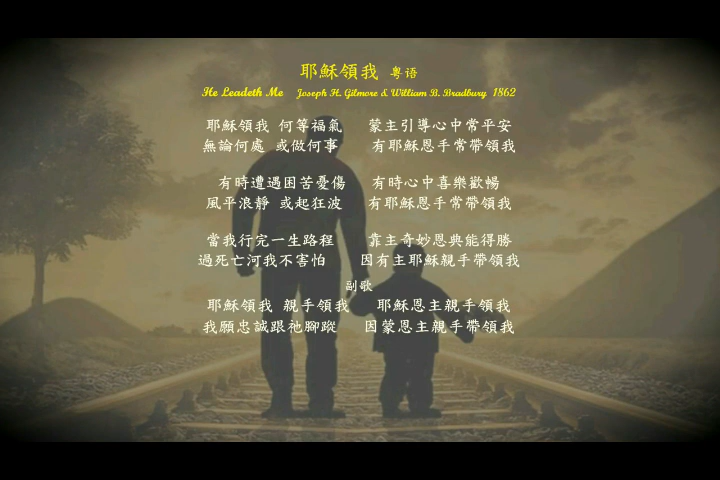 耶穌領我 粤语
He Leadeth Me Joseph H. Gilmore & William B. Bradbury 1862
耶穌領我 何等福氣 蒙主引導心中常平安
無論何處 或做何事 有耶穌恩手常帶領我
有時遭遇困苦憂傷 有時心中喜樂歡暢
風平浪靜 或起狂波 有耶穌恩手常帶領我
當我行完一生路程 靠主奇妙恩典能得勝
過死亡河我不害怕 因有主耶穌親手帶領我
副歌
耶穌領我 親手領我 耶穌恩主親手領我
我願忠誠跟祂腳蹤 因蒙恩主親手帶領我